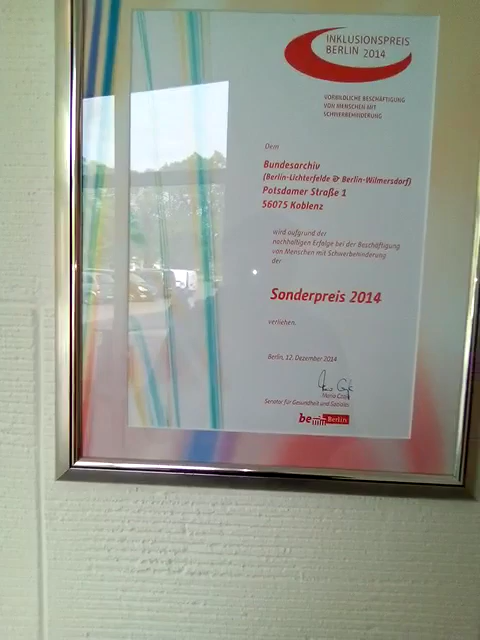 INKLUSIONSPREIS
BERLIN 2014
VORBILDLICHE BESCHÄFTIGUNG
VON MENSCHEN MIT
SCHWERBEHINDERUNG
Dem
Bundesarchiv
(Berlin-Lichterfelde & Berlin-Wilmersdorf)
Potsdamer Straße 1
56075 Koblenz
wird aufgrund der
nachhaltigen Erfolge bei der Beschäftigung
von Menschen mit Schwerbehinderung
der
Sonderpreis 2014
verliehen.
Berlin, 12. Dezember 2014
Mario
Senator für Gesundheit und Soziales
be Berlin